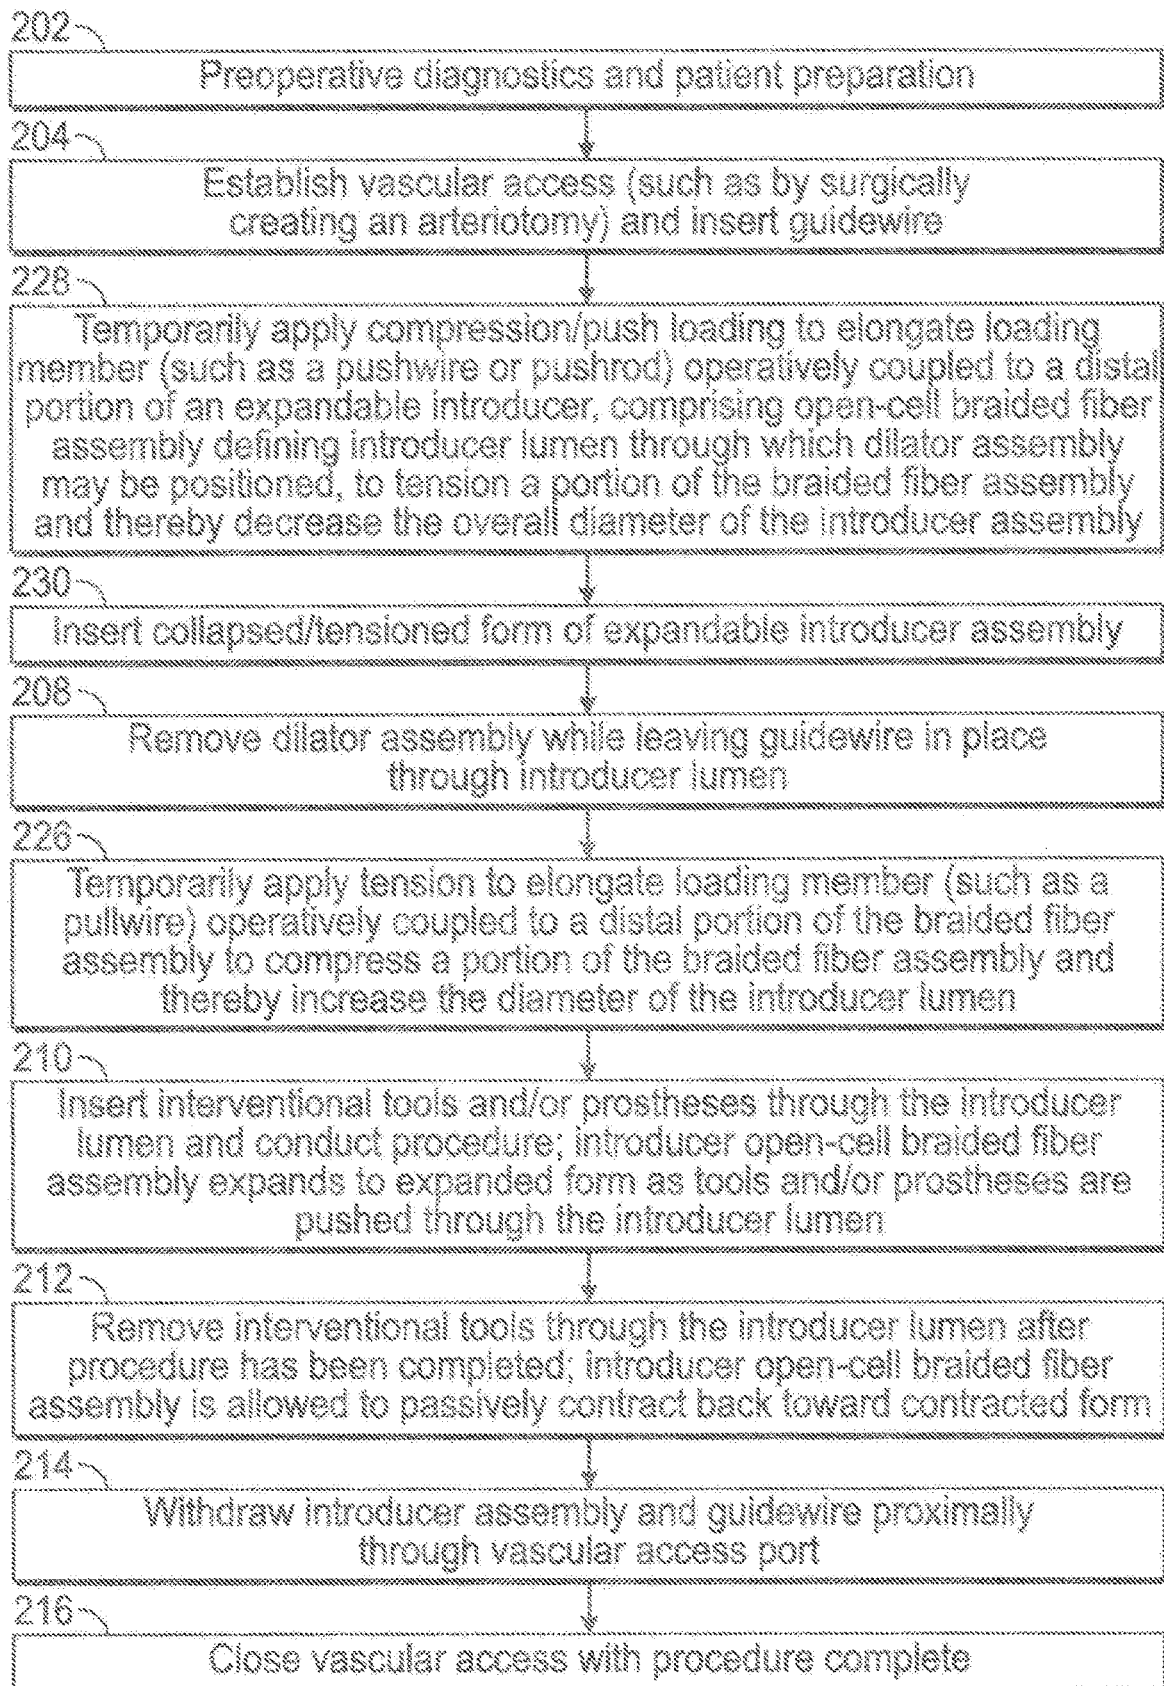 202
Preoperative diagnostics and patient preparation
204
Establish vascular access (such as by surgically
creating an arteriotomy) and insert guidewire
228
Temporarily apply compression/push loading to elongate loading
member (such as a pushwire or pushrod) operatively coupled to a distal
portion of an expandable introducer, comprising open-cell braided fiber
assembly defining introducer lumen through which dilator assembly
may be positioned, to tension a portion of the braided fiber assembly
and thereby decrease the overall diameter of the introducer assembly
230
Insert collapsed/tensioned form of expandable introducer assembly
208
Remove dilator assembly while leaving guidewire in place
through introducer lumen
226
Temporarily apply tension to elongate loading member (such as a
pullwire) operatively coupled to a distal portion of the braided fiber
assembly to compress a portion of the braided fiber assembly and
thereby increase the diameter of the introducer lumen
210
Insert interventional tools and/or prostheses through the introducer
lumen and conduct procedure; introducer open-cell braided fiber
assembly expands to expanded form as tools and/or prostheses are
pushed through the introducer lumen
212
Remove interventional tools through the introducer lumen after
procedure has been completed; introducer open-cell braided fiber
assembly is allowed to passively contract back toward contracted form
214
Withdraw introducer assembly and guidewire proximally
through vascular access port
216
Close vascular access with procedure complete